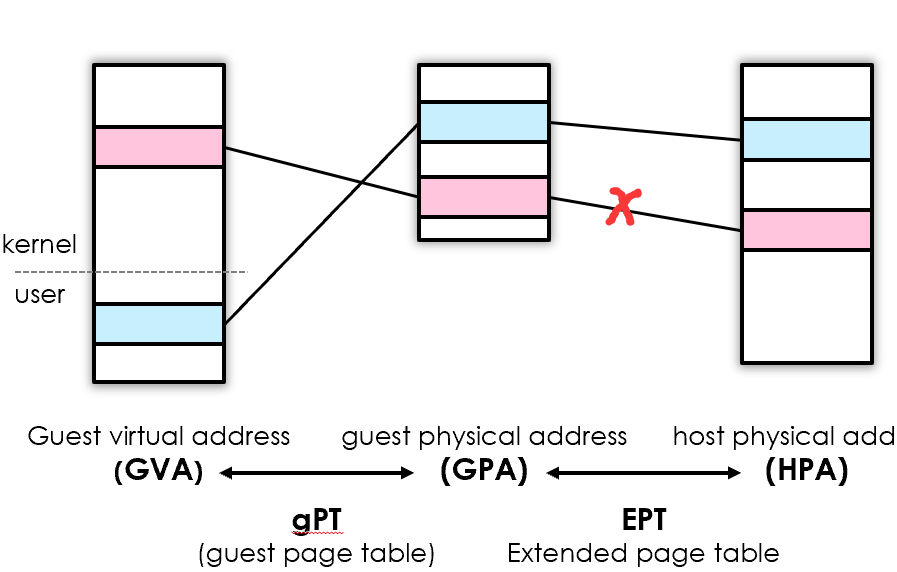 kernel
user
Guest virtual address
(GVA)
guest physical address
(GPA)
host physical add
(HPA)
gPT
(guest page table)
EPT
Extended page table